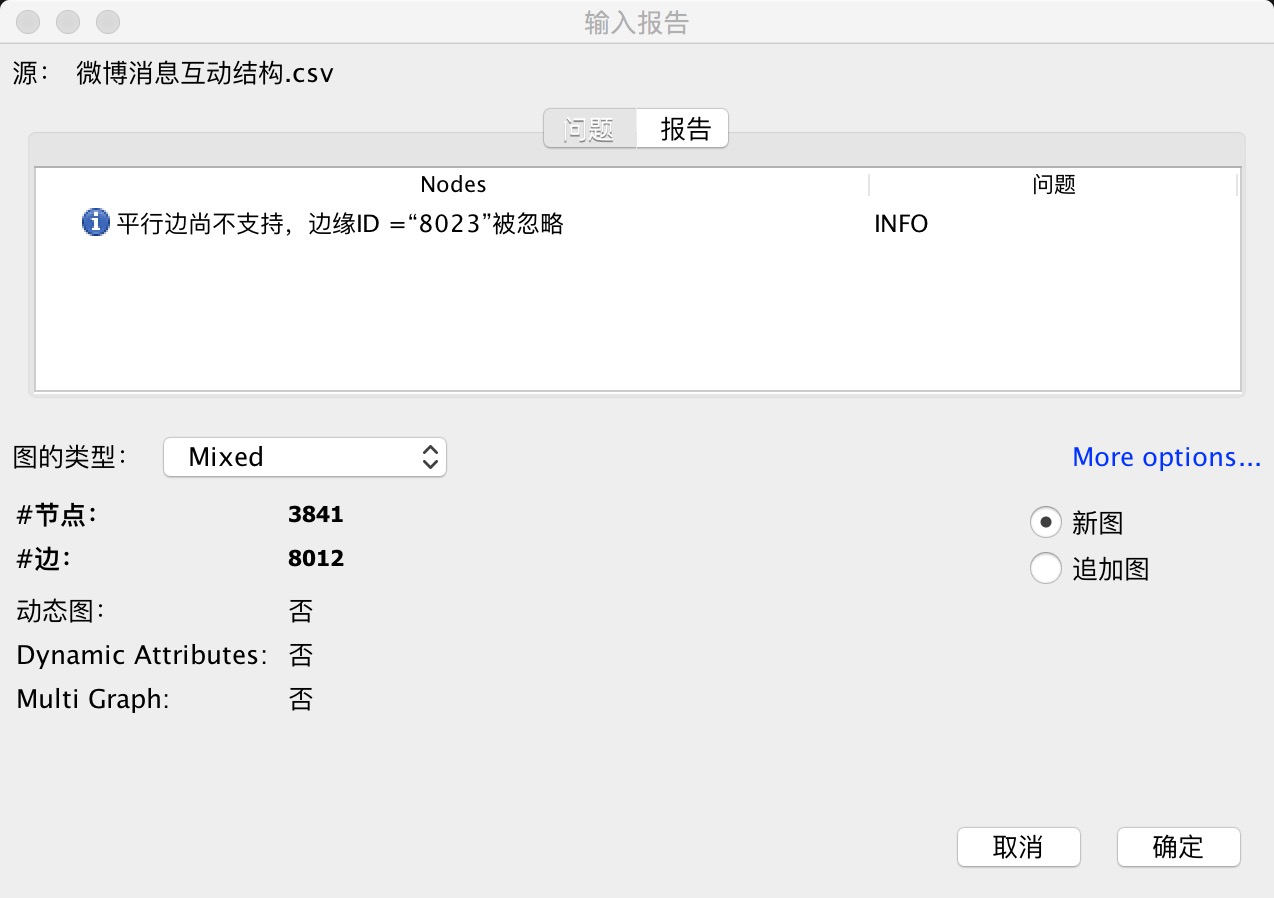 输入报告
源： 微博消息互动结构.csv
问题 报告
Nodes 问题
平行边尚不支持，边缘ID =“8023”被忽略 INFO
图的类型： Mixed More options...
#节点： 3841
新图
#边： 8012
追加图
动态图： 否
Dynamic Attributes: 否
Multi Graph: 否
取消 确定